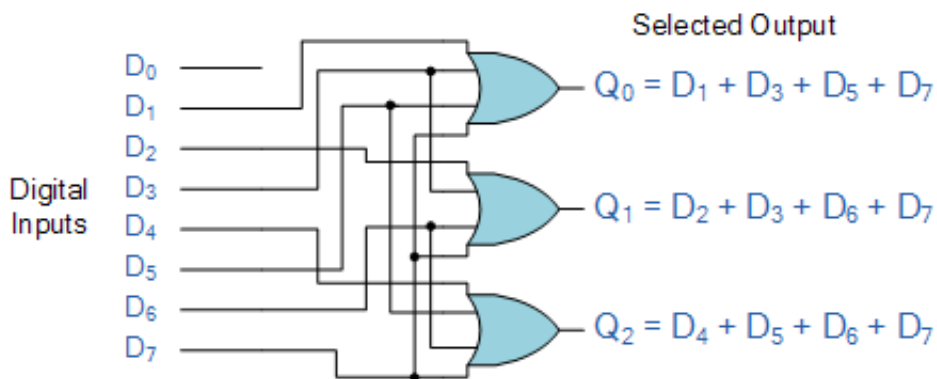 Selected Output
D₀
D₁
D₂
D₃
D₄
D₅
D₆
D₇
Digital
Inputs
Q₀ = D₁ + D₃ + D₅ + D₇
Q₁ = D₂ + D₃ + D₆ + D₇
Q₂ = D₄ + D₅ + D₆ + D₇